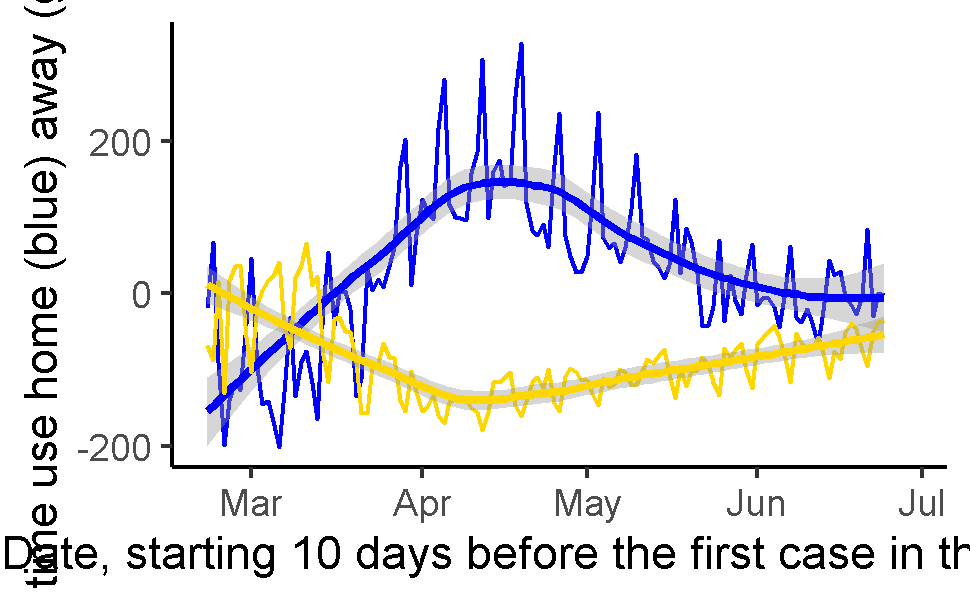 time use home (blue) away (
200
0
-200
Mar Apr May Jun Jul
Date, starting 10 days before the first case in th